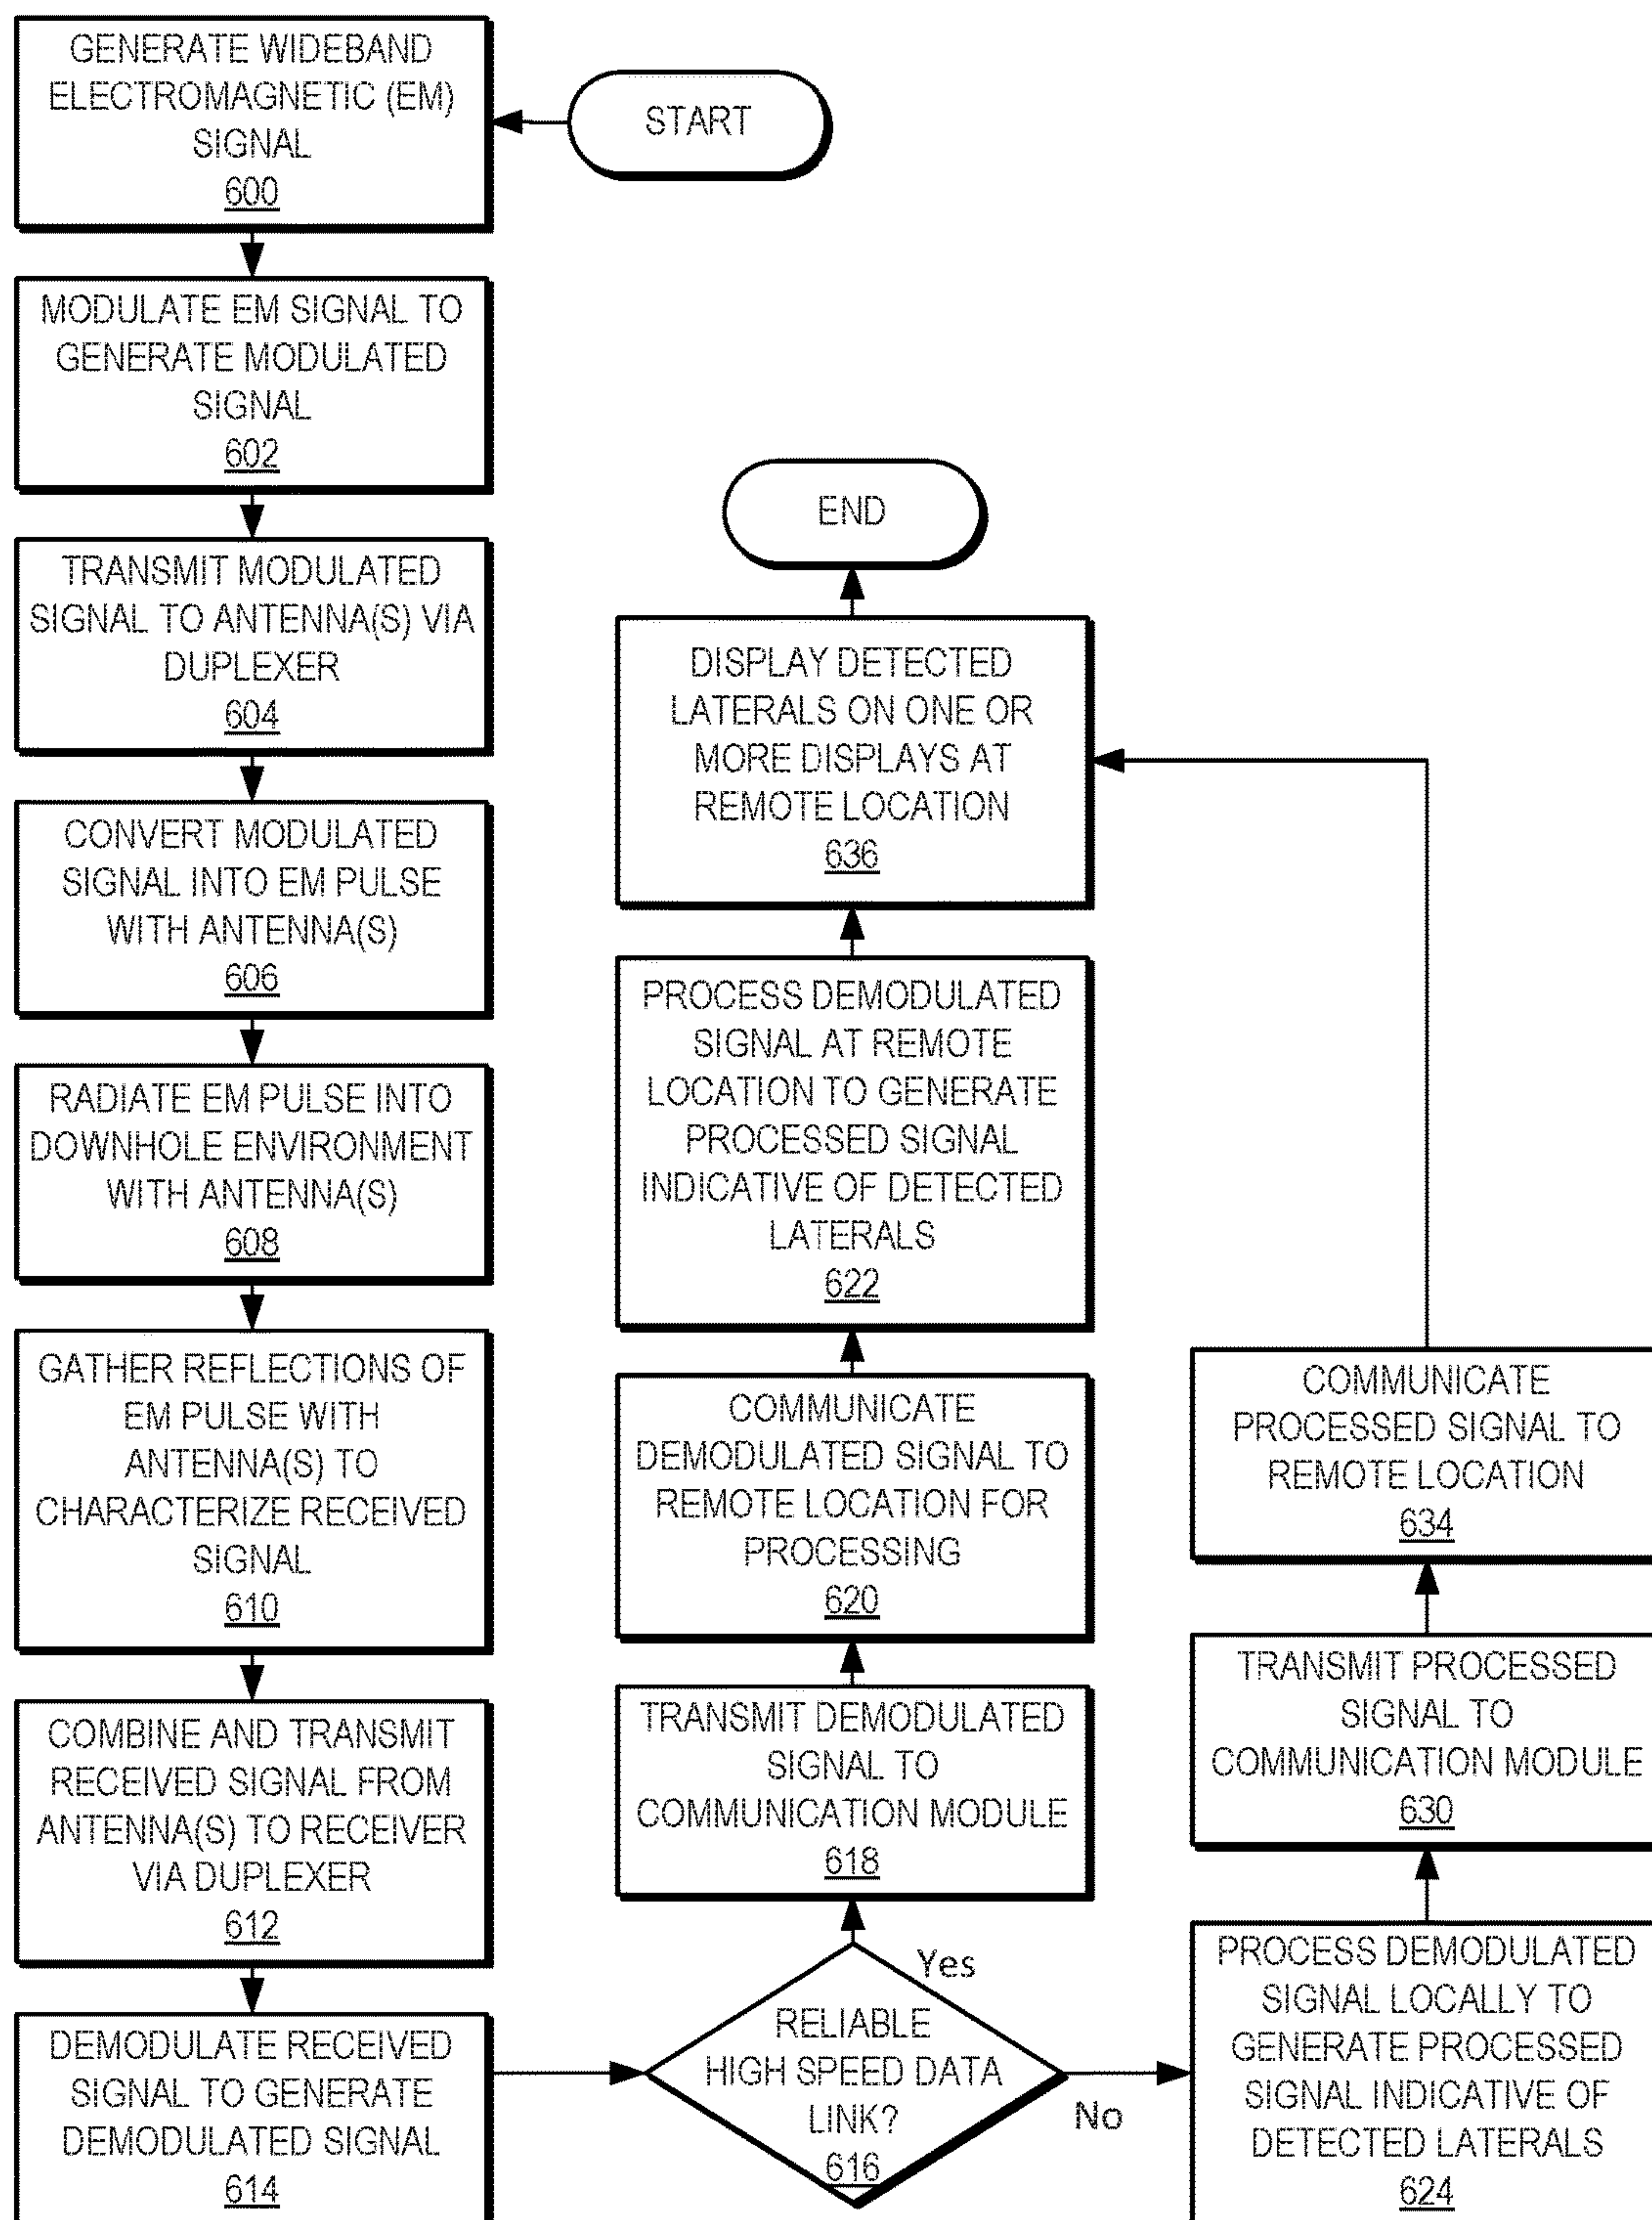 START
GENERATE WIDEBAND
ELECTROMAGNETIC (EM)
SIGNAL
600
MODULATE EM SIGNAL TO
GENERATE MODULATED
SIGNAL
602
TRANSMIT MODULATED
SIGNAL TO ANTENNA(S) VIA
DUPLEXER
604
CONVERT MODULATED
SIGNAL INTO EM PULSE
WITH ANTENNA(S)
606
RADIATE EM PULSE INTO
DOWNHOLE ENVIRONMENT
WITH ANTENNA(S)
608
GATHER REFLECTIONS OF
EM PULSE WITH
ANTENNA(S) TO
CHARACTERIZE RECEIVED
SIGNAL
610
COMBINE AND TRANSMIT
RECEIVED SIGNAL FROM
ANTENNA(S) TO RECEIVER
VIA DUPLEXER
612
DEMODULATE RECEIVED
SIGNAL TO GENERATE
DEMODULATED SIGNAL
614
RELIABLE
HIGH SPEED DATA
LINK?
616
Yes
TRANSMIT DEMODULATED
SIGNAL TO
COMMUNICATION MODULE
618
COMMUNICATE
DEMODULATED SIGNAL TO
REMOTE LOCATION FOR
PROCESSING
620
PROCESS DEMODULATED
SIGNAL AT REMOTE
LOCATION TO GENERATE
PROCESSED SIGNAL
INDICATIVE OF DETECTED
LATERALS
622
No
PROCESS DEMODULATED
SIGNAL LOCALLY TO
GENERATE PROCESSED
SIGNAL INDICATIVE OF
DETECTED LATERALS
624
TRANSMIT PROCESSED
SIGNAL TO
COMMUNICATION MODULE
630
COMMUNICATE
PROCESSED SIGNAL TO
REMOTE LOCATION
634
DISPLAY DETECTED
LATERALS ON ONE OR
MORE DISPLAYS AT
REMOTE LOCATION
636
END